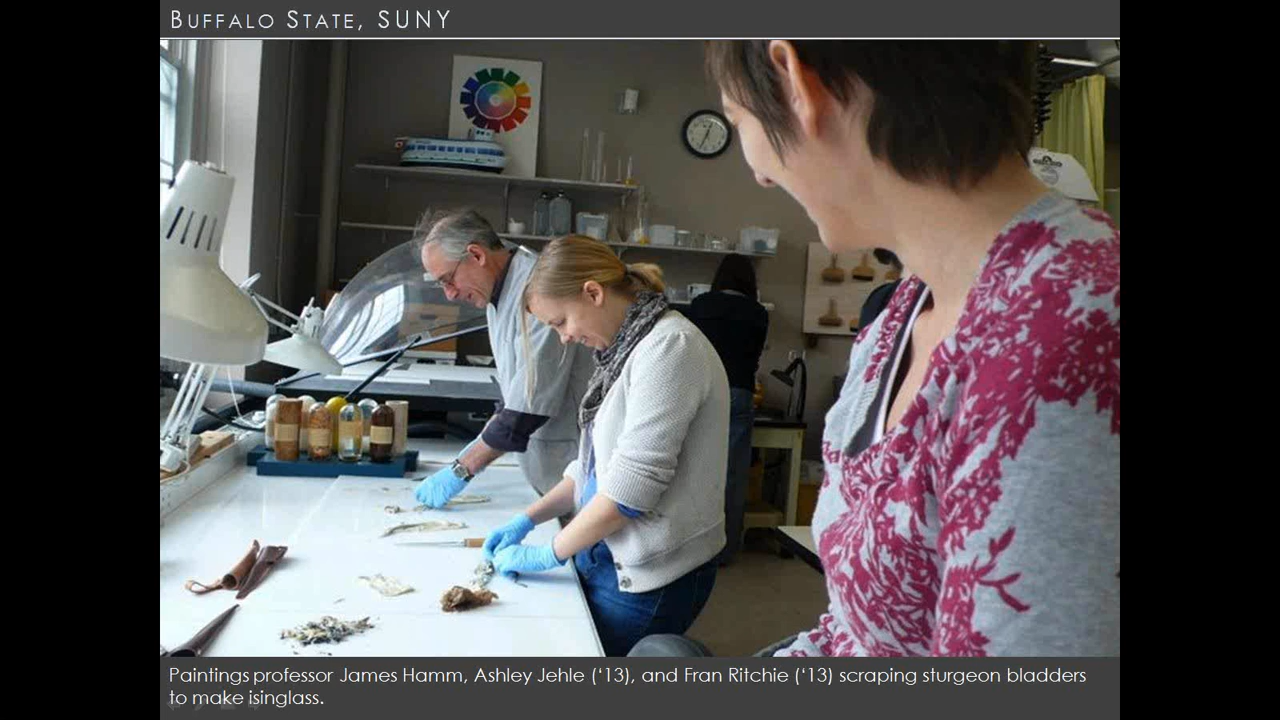 BUFFALO STATE, SUNY
Paintings professor James Hamm, Ashley Jehle (‘13), and Fran Ritchie (‘13) scraping sturgeon bladders
to make isinglass.